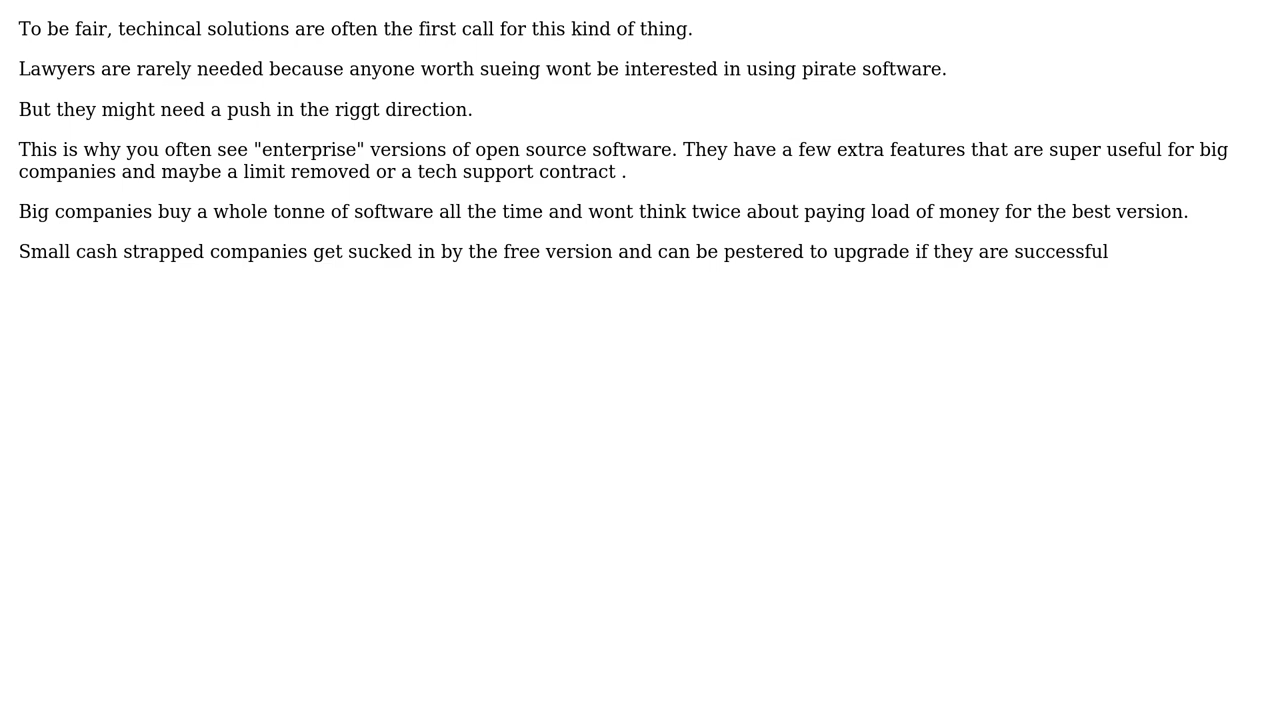 To be fair, techincal solutions are often the first call for this kind of thing.
Lawyers are rarely needed because anyone worth sueing wont be interested in using pirate software.
But they might need a push in the riggt direction.
This is why you often see "enterprise" versions of open source software. They have a few extra features that are super useful for big
companies and maybe a limit removed or a tech support contract .
Big companies buy a whole tonne of software all the time and wont think twice about paying load of money for the best version.
Small cash strapped companies get sucked in by the free version and can be pestered to upgrade if they are successful